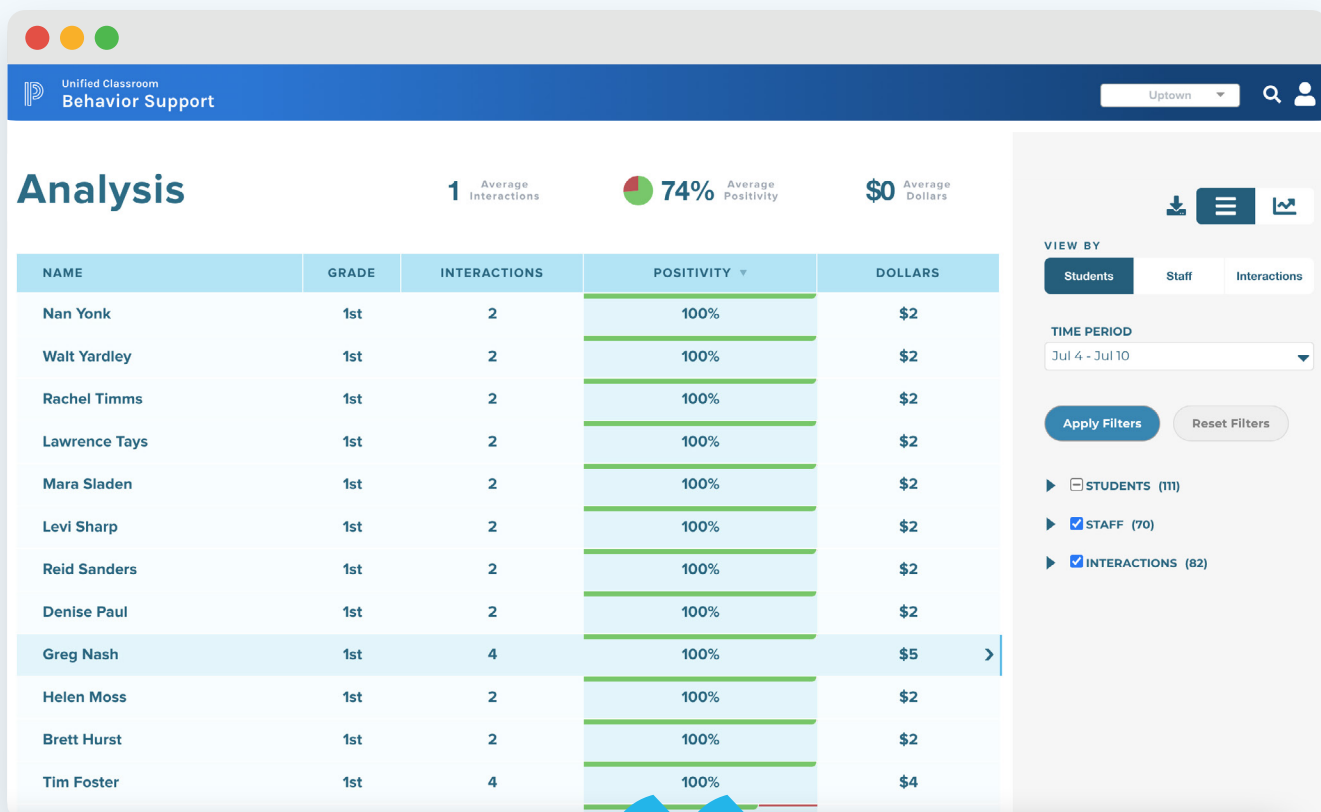 Unified Classroom
Behavior Support
Uptown
Analysis
1 Average Interactions
74% Average Positivity
$0 Average Dollars
NAME GRADE INTERACTIONS POSITIVITY ▼ DOLLARS
Nan Yonk 1st 2 100% $2
Walt Yardley 1st 2 100% $2
Rachel Timms 1st 2 100% $2
Lawrence Tays 1st 2 100% $2
Mara Sladen 1st 2 100% $2
Levi Sharp 1st 2 100% $2
Reid Sanders 1st 2 100% $2
Denise Paul 1st 2 100% $2
Greg Nash 1st 4 100% $5
Helen Moss 1st 2 100% $2
Brett Hurst 1st 2 100% $2
Tim Foster 1st 4 100% $4
VIEW BY
Students Staff Interactions
TIME PERIOD
Jul 4 - Jul 10
Apply Filters Reset Filters
STUDENTS (111)
STAFF (70)
INTERACTIONS (82)